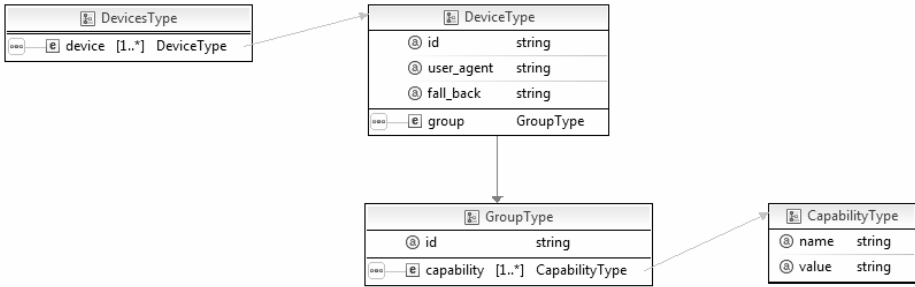 DevicesType
device [1..*] DeviceType
DeviceType
id string
user_agent string
fall_back string
group GroupType
GroupType
id string
capability [1..*] CapabilityType
CapabilityType
name string
value string